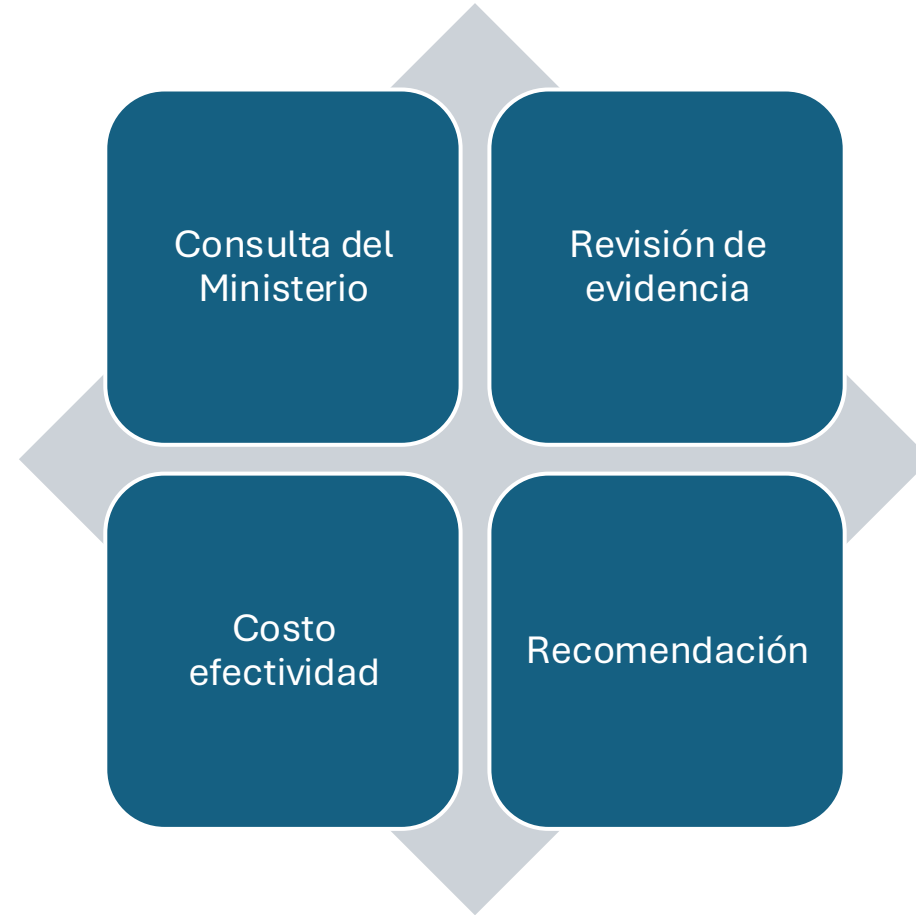 Consulta del
Ministerio
Revisión de
evidencia
Costo
efectividad
Recomendación